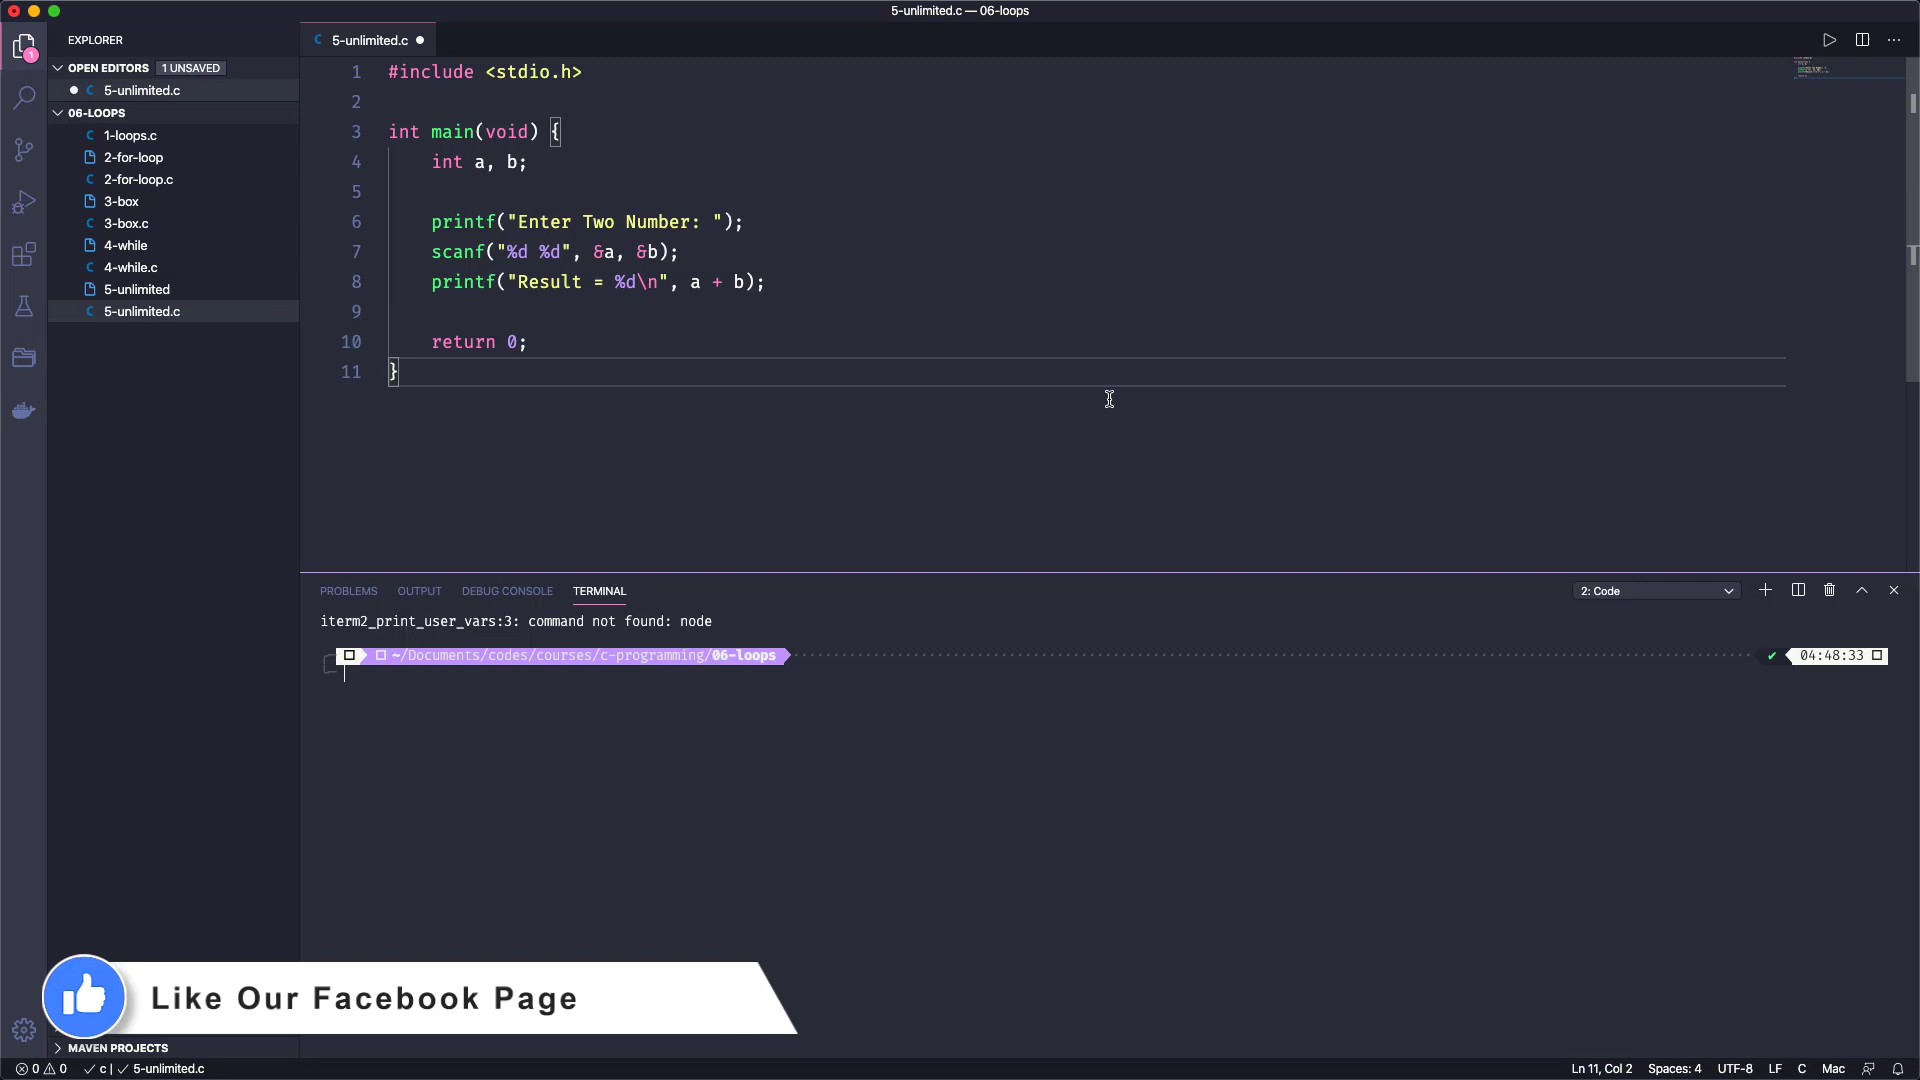 5-unlimited.c — 06-loops
EXPLORER
OPEN EDITORS 1 UNSAVED
5-unlimited.c
06-LOOPS
C 1-loops.c
2-for-loop
C 2-for-loop.c
3-box
C 3-box.c
4-while
C 4-while.c
5-unlimited
C 5-unlimited.c
1
C 5-unlimited.c
1 #include <stdio.h>
2
3 int main(void) {
4 int a, b;
5
6 printf("Enter Two Number: ");
7 scanf("%d %d", &a, &b);
8 printf("Result = %d\n", a + b);
9
10 return 0;
11 }
PROBLEMS OUTPUT DEBUG CONSOLE TERMINAL 2: Code
iterm2_print_user_vars:3: command not found: node
~/Documents/codes/courses/c-programming/06-loops ✔ 04:48:33
Like Our Facebook Page
MAVEN PROJECTS
0 0 ✓ c | ✓ 5-unlimited.c Ln 11, Col 2 Spaces: 4 UTF-8 LF C Mac